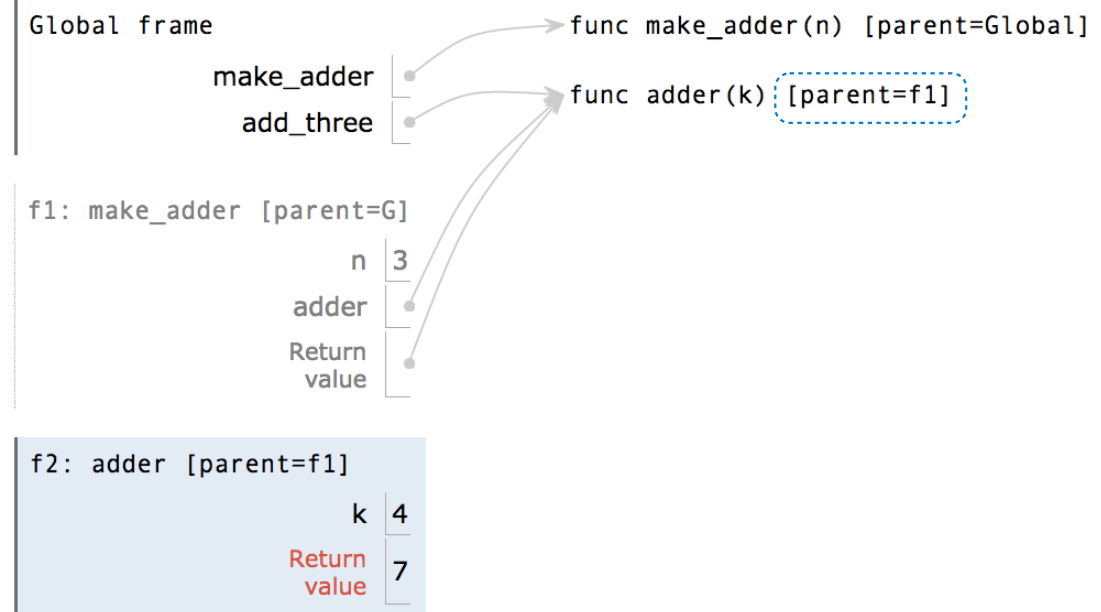 Global frame
func make_adder(n) [parent=Global]
make_adder
func adder(k) [parent=f1]
add_three
f1: make_adder [parent=G]
n 3
adder
Return
value
f2: adder [parent=f1]
k 4
Return
value 7